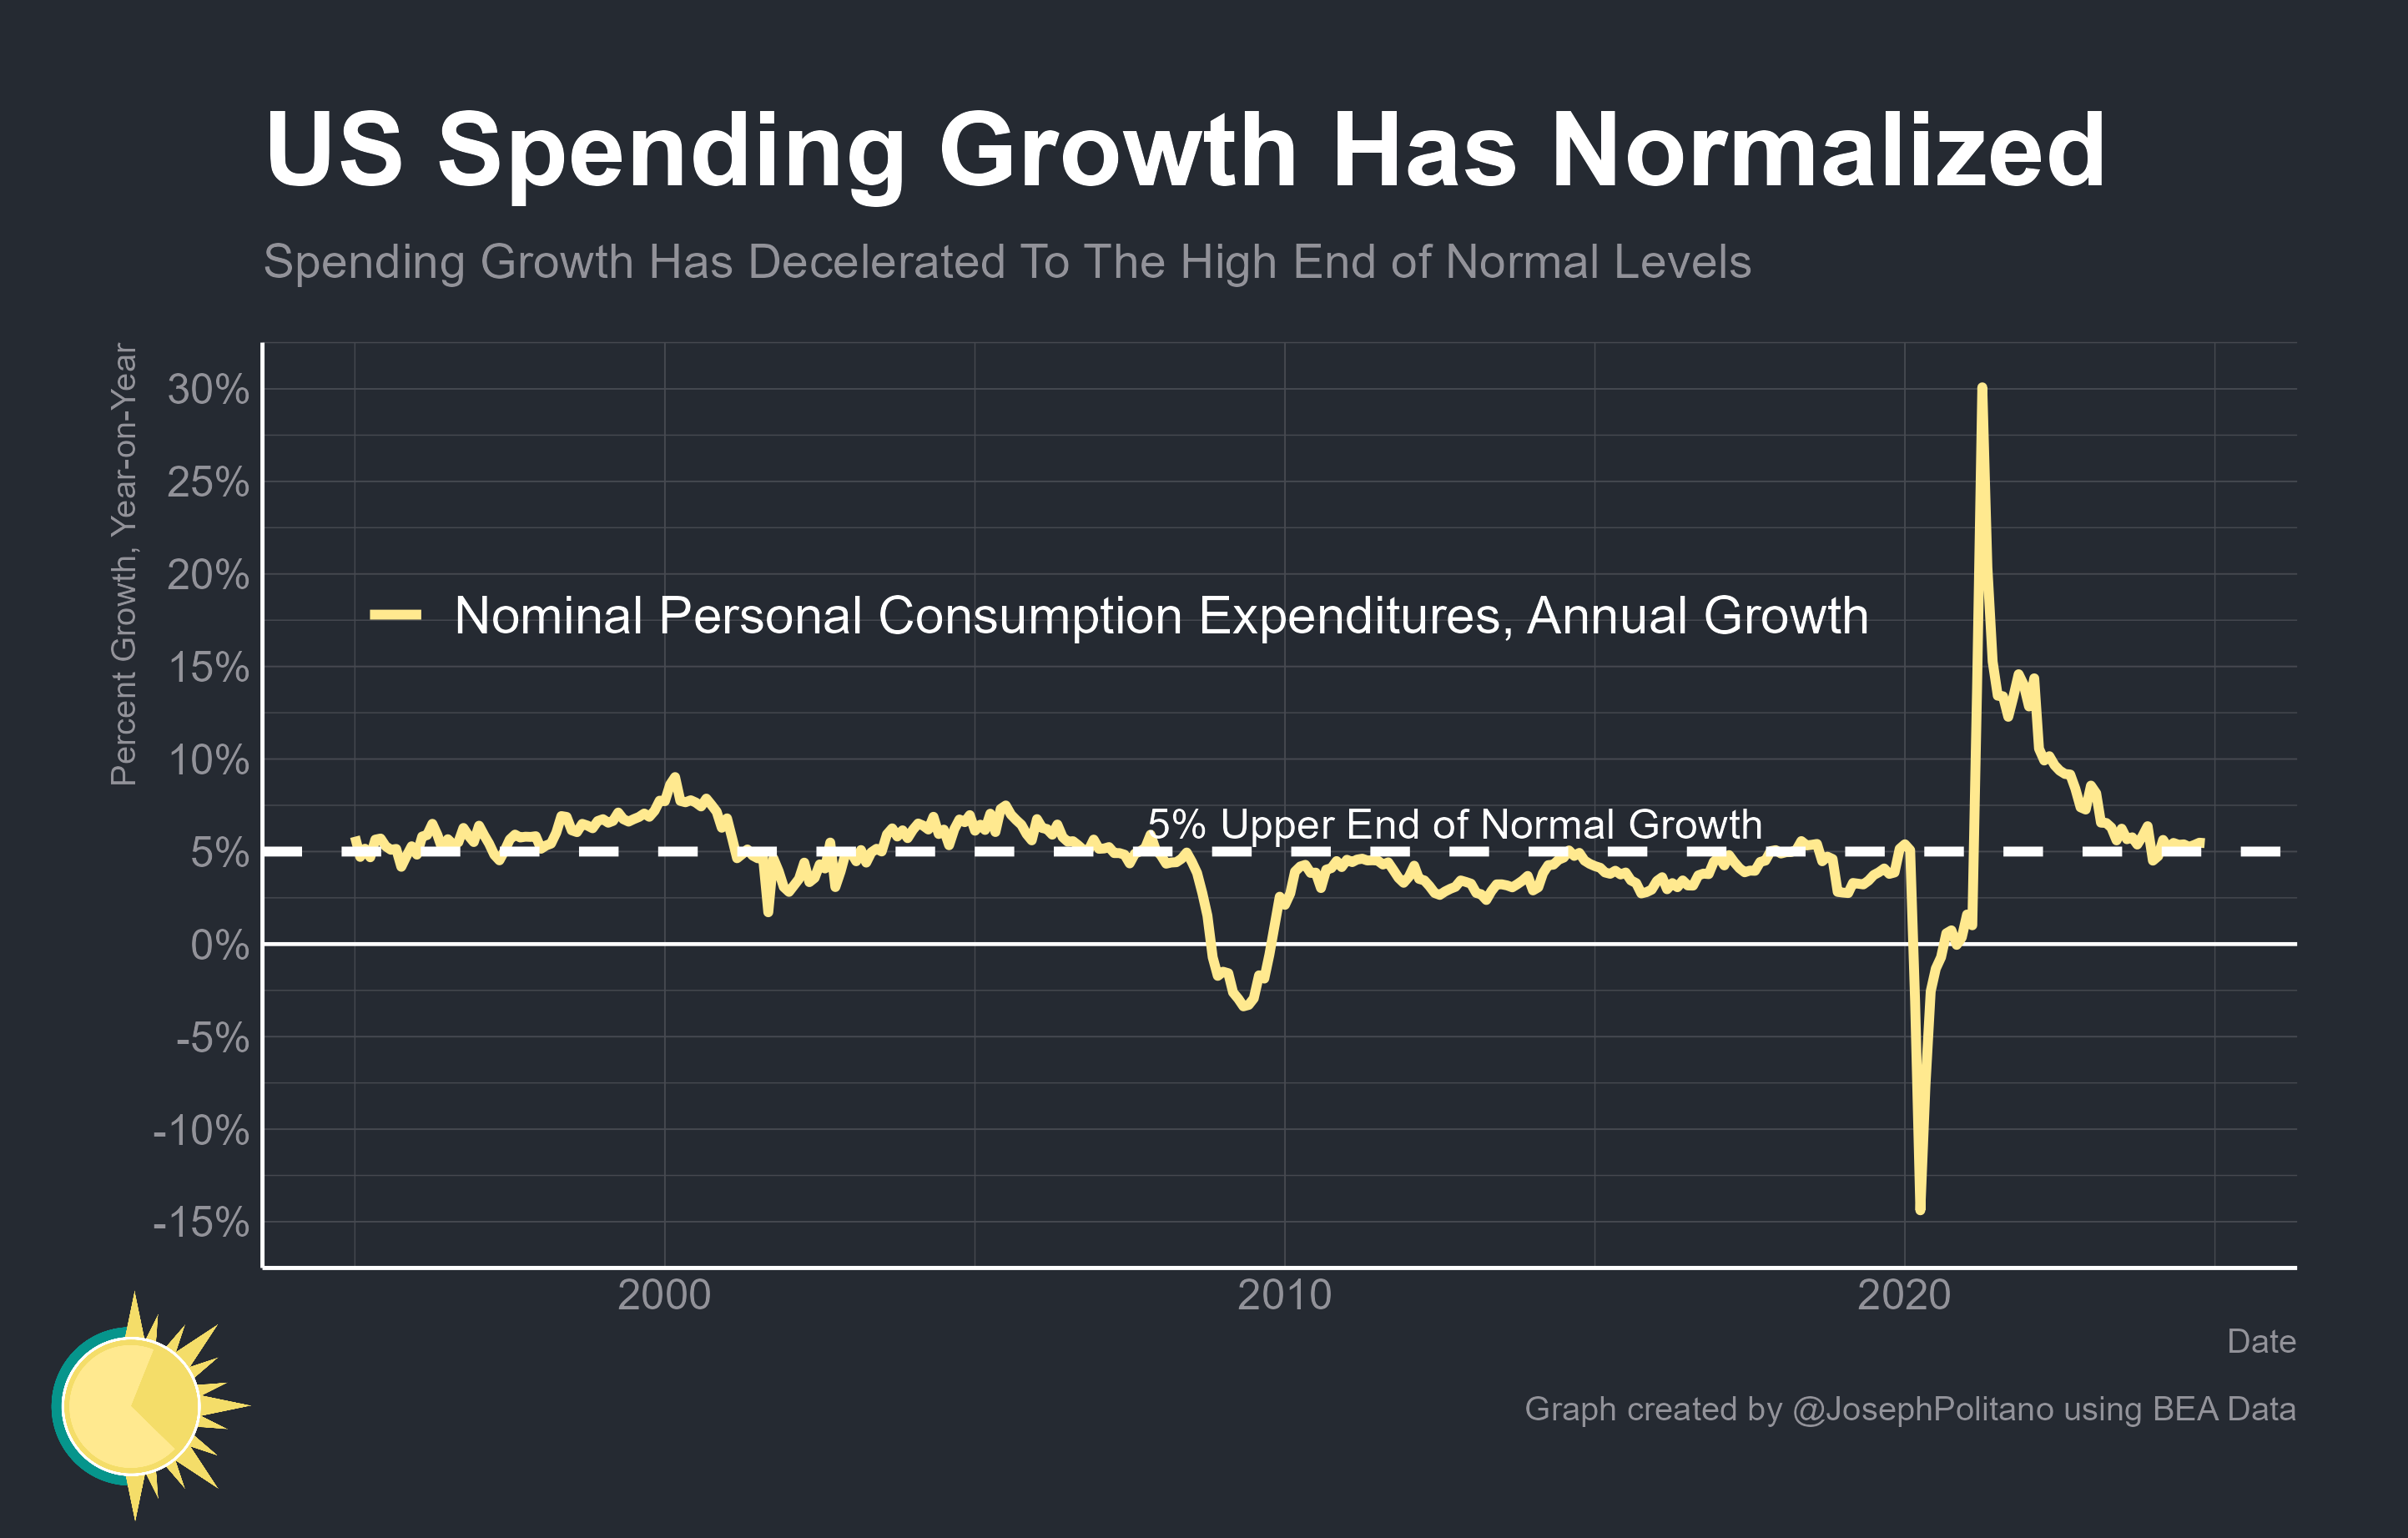 US Spending Growth Has Normalized
Spending Growth Has Decelerated To The High End of Normal Levels
Percent Growth, Year-on-Year
30%
25%
20%
Nominal Personal Consumption Expenditures, Annual Growth
15%
10%
5% Upper End of Normal Growth
5%
0%
-5%
-10%
-15%
2000 2010 2020
Date
Graph created by @JosephPolitano using BEA Data